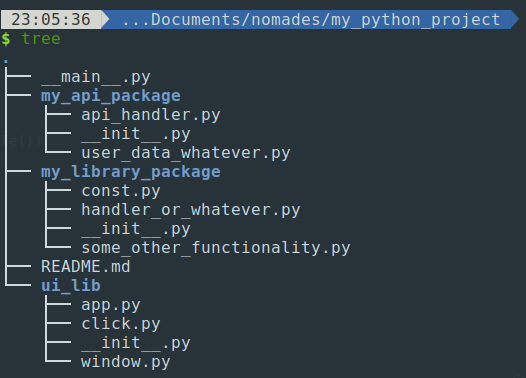 23:05:36 ...Documents/nomades/my_python_project
$ tree
.
├── __main__.py
├── my_api_package
│   ├── api_handler.py
│   ├── __init__.py
│   └── user_data_whatever.py
├── my_library_package
│   ├── const.py
│   ├── handler_or_whatever.py
│   ├── __init__.py
│   └── some_other_functionality.py
├── README.md
└── ui_lib
    ├── app.py
    ├── click.py
    ├── __init__.py
    └── window.py